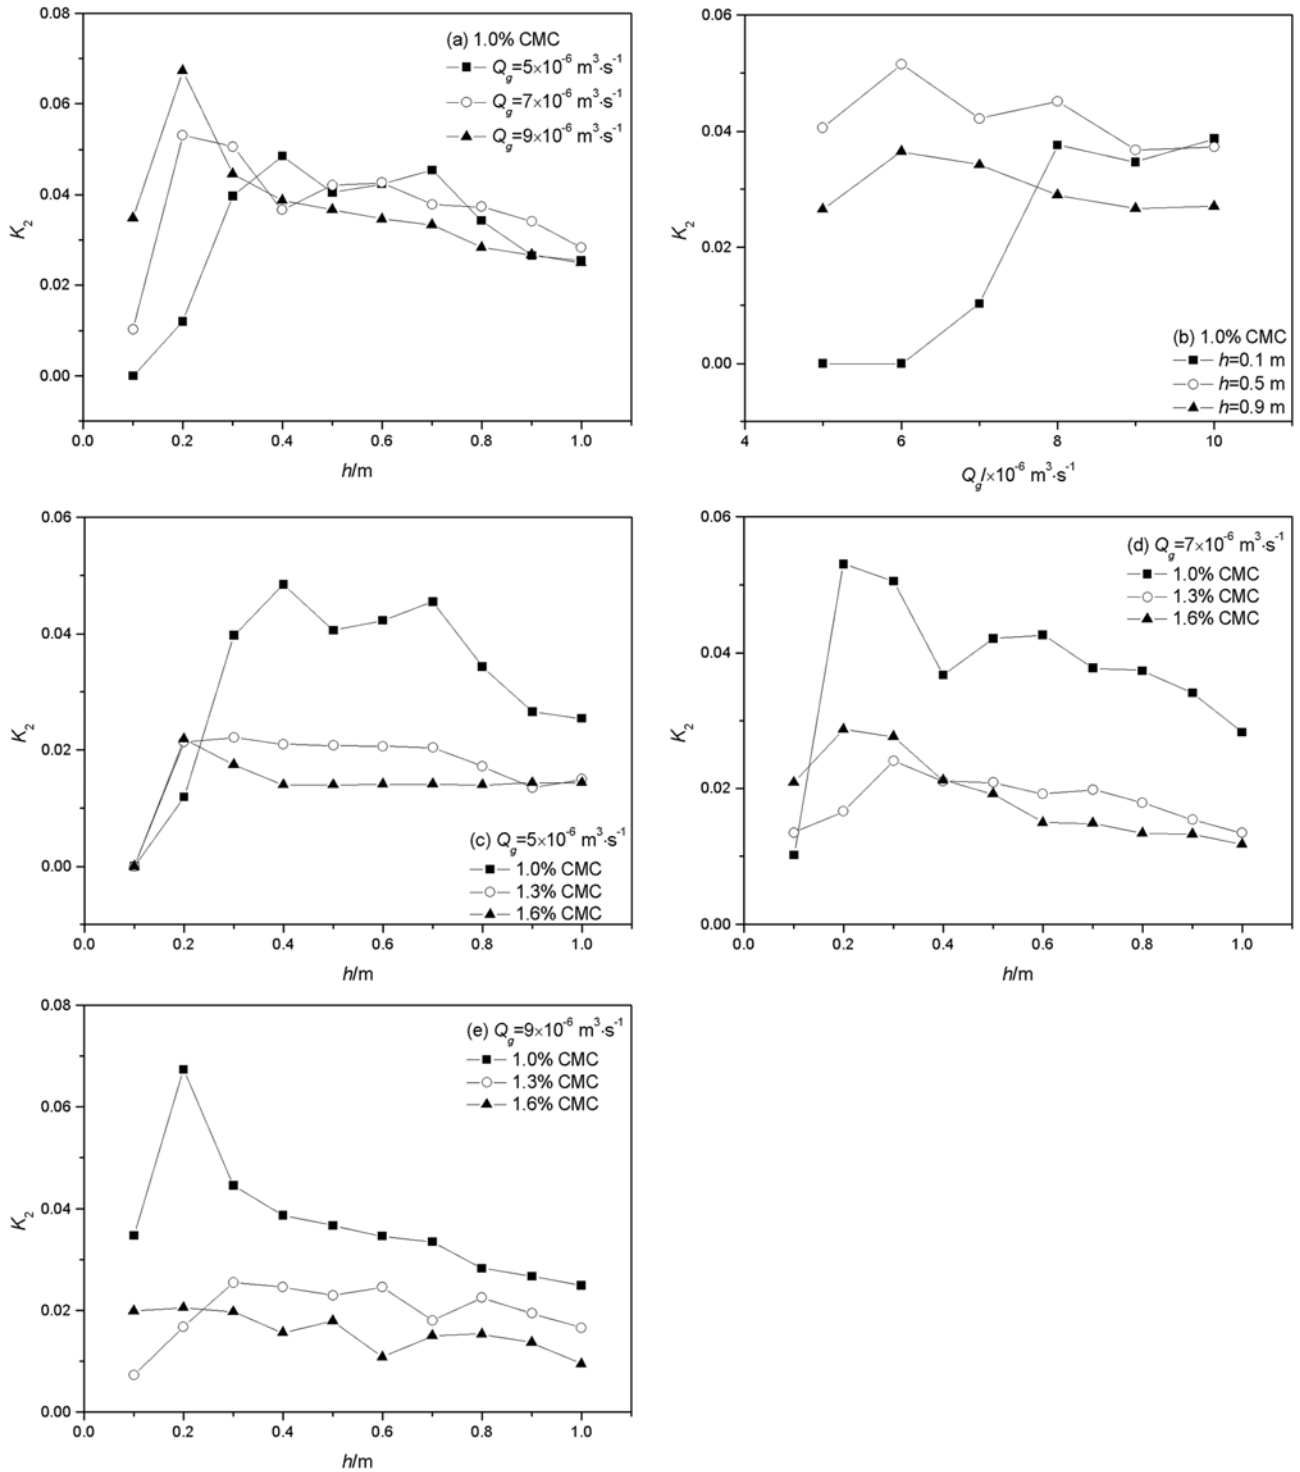 (a) 1.0% CMC
Q_g=5×10⁻⁶ m³·s⁻¹
Q_g=7×10⁻⁶ m³·s⁻¹
Q_g=9×10⁻⁶ m³·s⁻¹
0.08
0.06
0.04
0.02
0.00
K₂
0.0 0.2 0.4 0.6 0.8 1.0
h/m
(b) 1.0% CMC
h=0.1 m
h=0.5 m
h=0.9 m
0.06
0.04
0.02
0.00
K₂
4 6 8 10
Q_g/×10⁻⁶ m³·s⁻¹
(c) Q_g=5×10⁻⁶ m³·s⁻¹
1.0% CMC
1.3% CMC
1.6% CMC
0.06
0.04
0.02
0.00
K₂
0.0 0.2 0.4 0.6 0.8 1.0
h/m
(d) Q_g=7×10⁻⁶ m³·s⁻¹
1.0% CMC
1.3% CMC
1.6% CMC
0.06
0.04
0.02
0.00
K₂
0.0 0.2 0.4 0.6 0.8 1.0
h/m
(e) Q_g=9×10⁻⁶ m³·s⁻¹
1.0% CMC
1.3% CMC
1.6% CMC
0.08
0.06
0.04
0.02
0.00
K₂
0.0 0.2 0.4 0.6 0.8 1.0
h/m